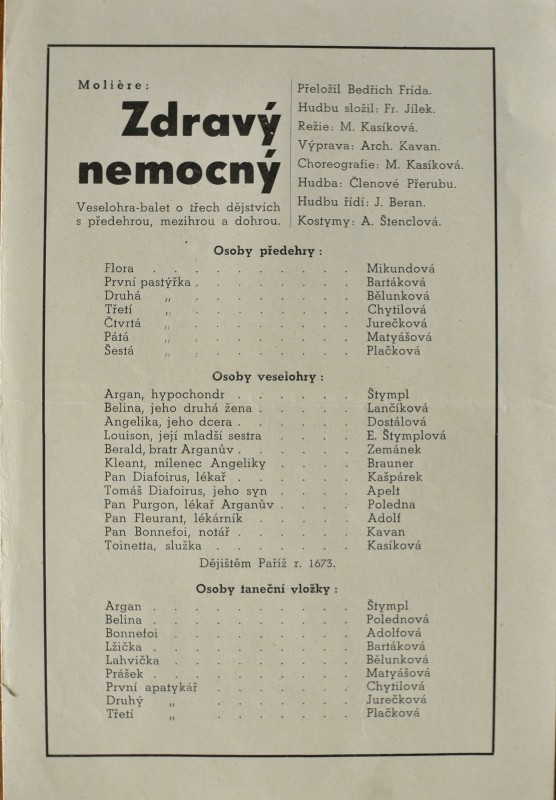 Molière:
Zdravý
nemocný
Veselohra-balet o třech dějstvích
s předehrou, mezihrou a dohrou.
Přeložil Bedřich Frída.
Hudbu složil: Fr. Jílek.
Režie: M. Kasíková.
Výprava: Arch. Kavan.
Choreografie: M. Kasíková.
Hudba: Členové Přerubu.
Hudbu řídí: J. Beran.
Kostymy: A. Štenclová.
Osoby předehry:
Flora . . . . . . . . . Mikundová
První pastýřka . . . . . . . . Bartáková
Druhá „ . . . . . . . Bělunková
Třetí „ . . . . . . . Chytilová
Čtvrtá „ . . . . . . . Jurečková
Pátá „ . . . . . . . Matyášová
Šestá „ . . . . . . . Plačková
Osoby veselohry:
Argan, hypochondr . . . . . . Štympl
Belina, jeho druhá žena . . . . . Lančíková
Angelika, jeho dcera . . . . . . Dostálová
Louison, její mladší sestra . . . . E. Štymplová
Berald, bratr Arganův . . . . . . Zemánek
Kleant, milenec Angeliky . . . . Brauner
Pan Diafoirus, lékař . . . . . . Kašpárek
Tomáš Diafoirus, jeho syn . . . . Apelt
Pan Purgon, lékař Arganův . . . . Poledna
Pan Fleurant, lékárník . . . . . Adolf
Pan Bonnefoi, notář . . . . . . Kavan
Toinetta, služka . . . . . . . Kasíková
Dějištěm Paříž r. 1673.
Osoby taneční vložky:
Argan . . . . . . . . . . Štympl
Belina . . . . . . . . . . Polednová
Bonnefoi . . . . . . . . . Adolfová
Lžička . . . . . . . . . . Bartáková
Lahvička . . . . . . . . . Bělunková
Prášek . . . . . . . . . . Matyášová
První apatykář . . . . . . . Chytilová
Druhý „ . . . . . . . Jurečková
Třetí „ . . . . . . . Plačková